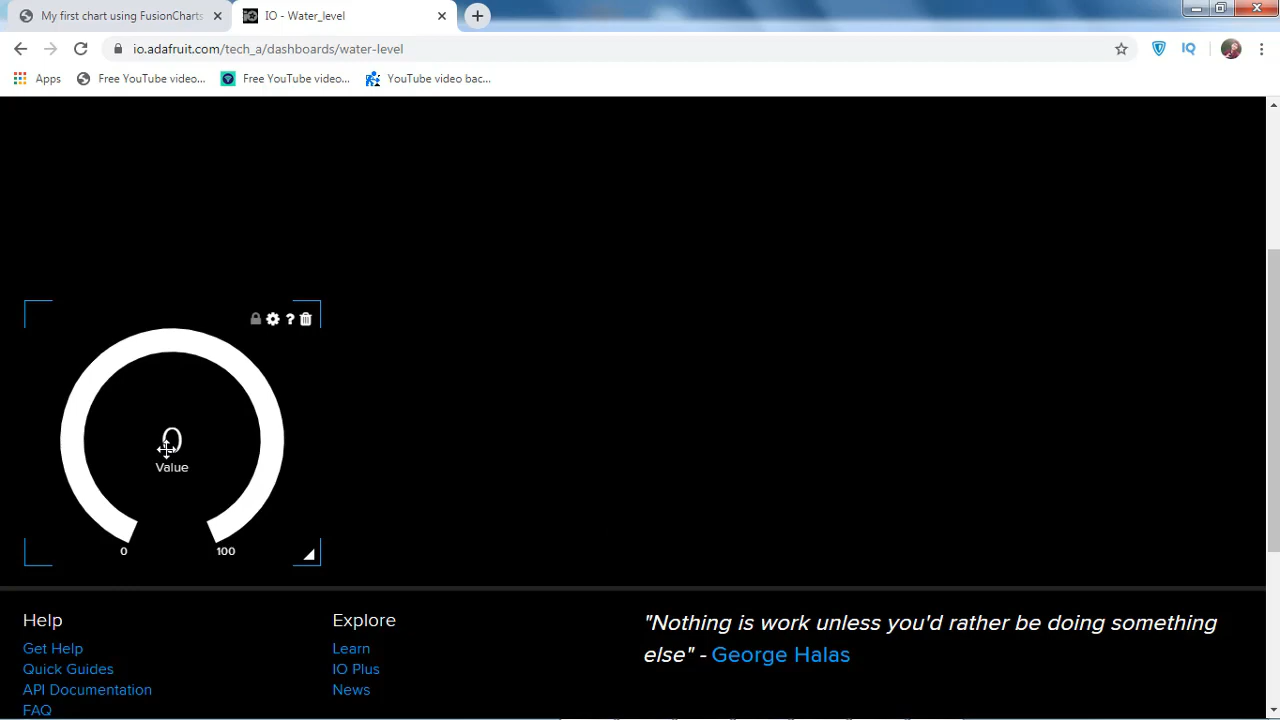 My first chart using FusionCharts
IO - Water_level
io.adafruit.com/tech_a/dashboards/water-level
IQ
Apps
Free YouTube video...
Free YouTube video...
YouTube video bac...
?
0
Value
0
100
Help
Explore
"Nothing is work unless you'd rather be doing something
else" - George Halas
Get Help
Learn
Quick Guides
IO Plus
API Documentation
News
FAQ